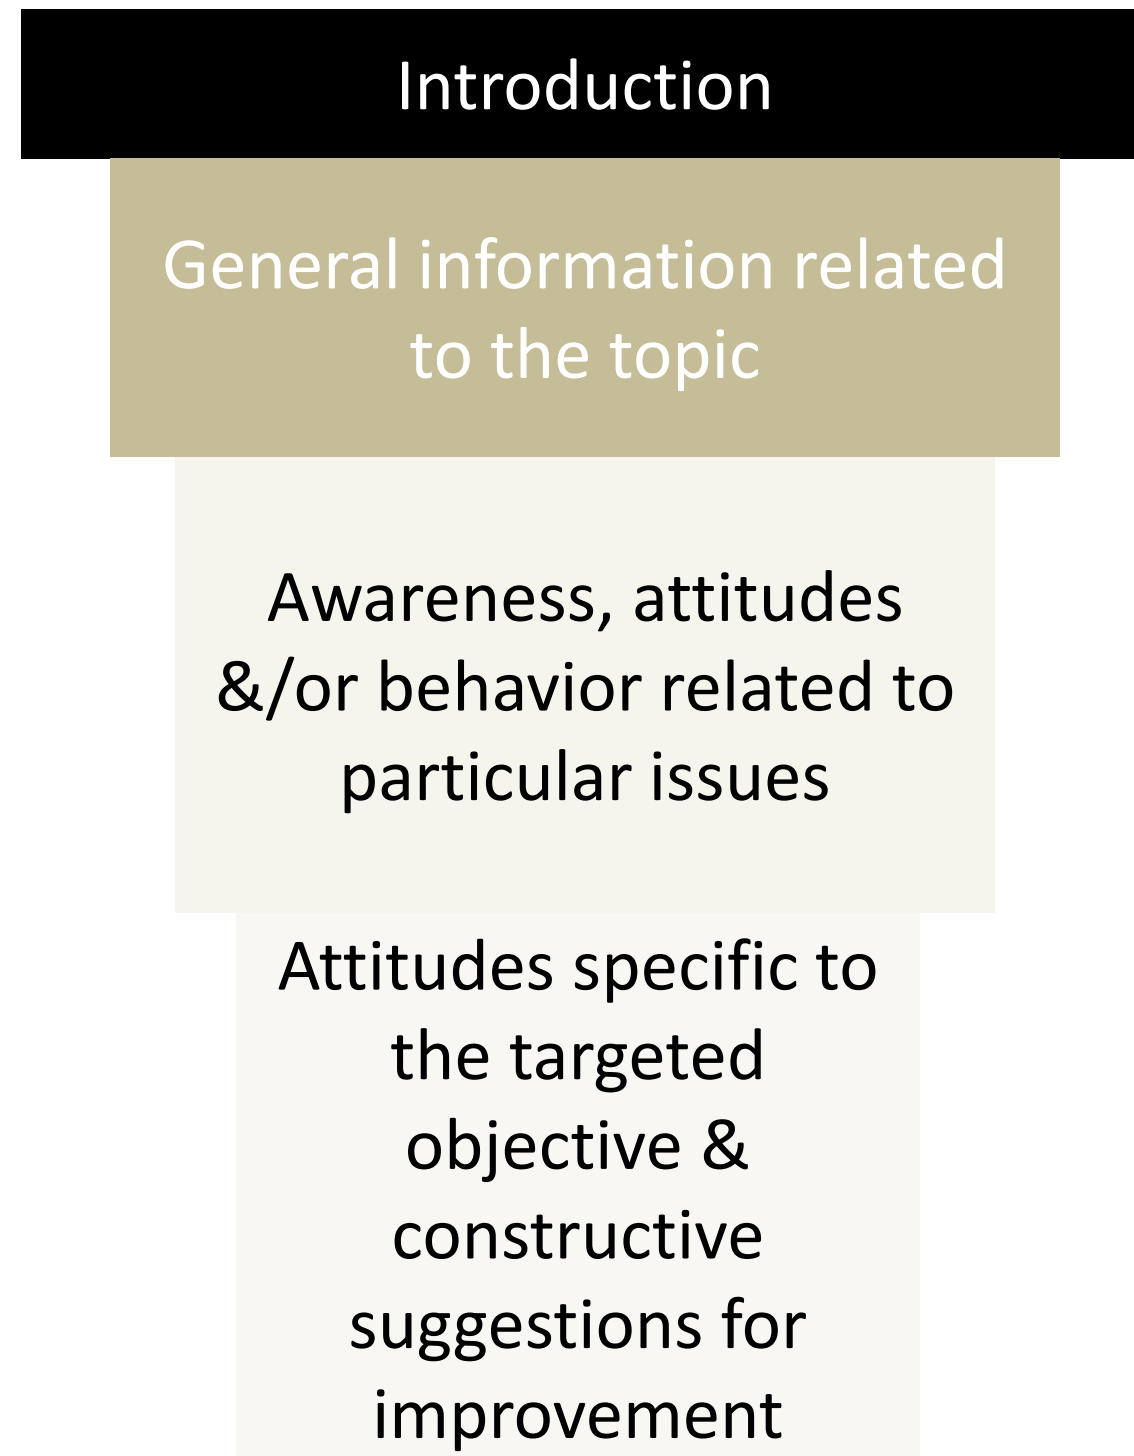 Introduction
General information related
to the topic
Awareness, attitudes
&/or behavior related to
particular issues
Attitudes specific to
the targeted
objective &
constructive
suggestions for
improvement